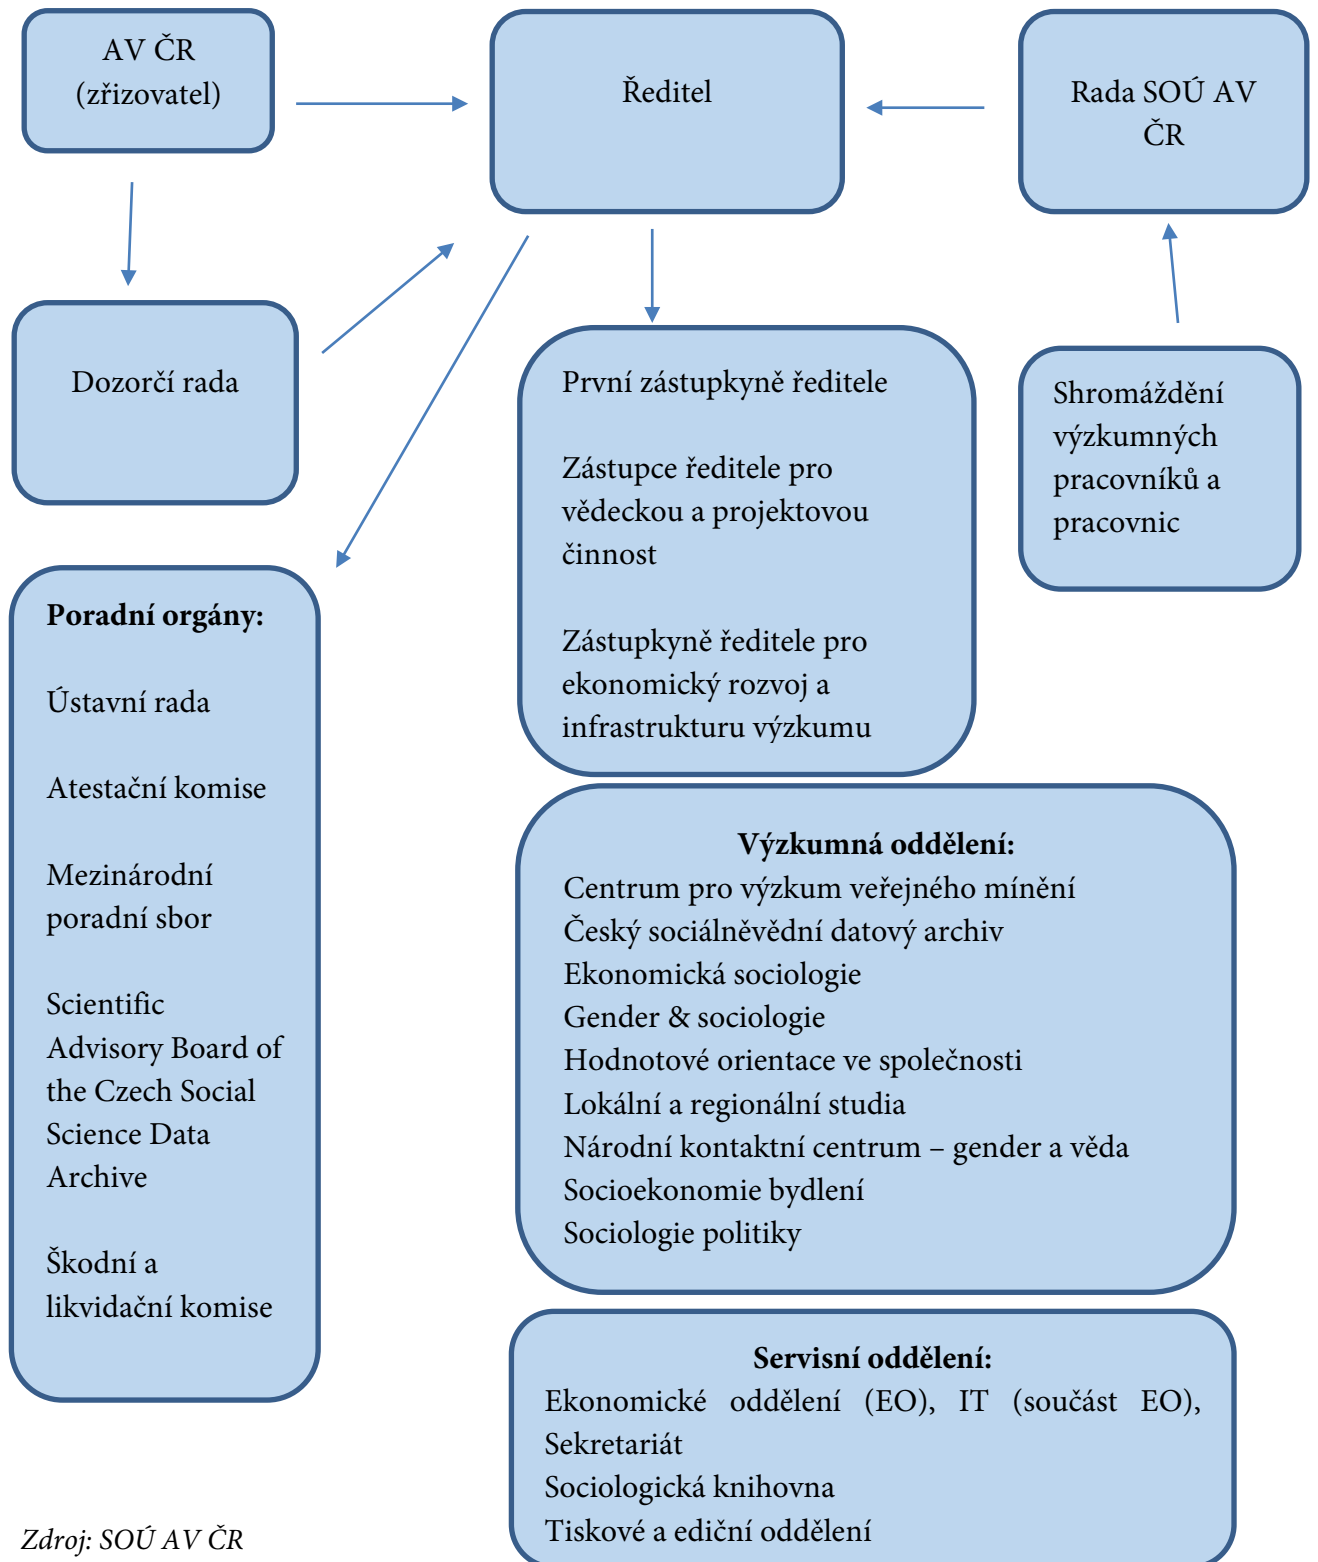 AV ČR
(zřizovatel)
Ředitel
Rada SOÚ AV
ČR
Dozorčí rada
První zástupkyně ředitele
Zástupce ředitele pro
vědeckou a projektovou
činnost
Zástupkyně ředitele pro
ekonomický rozvoj a
infrastrukturu výzkumu
Shromáždění
výzkumných
pracovníků a
pracovnic
Poradní orgány:
Ústavní rada
Atestační komise
Mezinárodní
poradní sbor
Scientific
Advisory Board of
the Czech Social
Science Data
Archive
Škodní a
likvidační komise
Výzkumná oddělení:
Centrum pro výzkum veřejného mínění
Český sociálněvědní datový archiv
Ekonomická sociologie
Gender & sociologie
Hodnotové orientace ve společnosti
Lokální a regionální studia
Národní kontaktní centrum – gender a věda
Socioekonomie bydlení
Sociologie politiky
Servisní oddělení:
Ekonomické oddělení (EO), IT (součást EO),
Sekretariát
Sociologická knihovna
Tiskové a ediční oddělení
Zdroj: SOÚ AV ČR